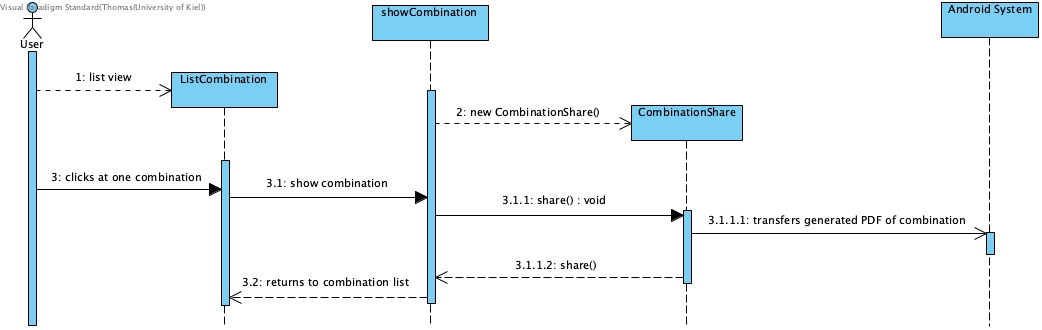 Visual Paradigm Standard(Thomas(University of Kiel))
User
showCombination
Android System
1: list view
ListCombination
2: new CombinationShare()
CombinationShare
3: clicks at one combination
3.1: show combination
3.1.1: share() : void
3.1.1.1: transfers generated PDF of combination
3.1.1.2: share()
3.2: returns to combination list